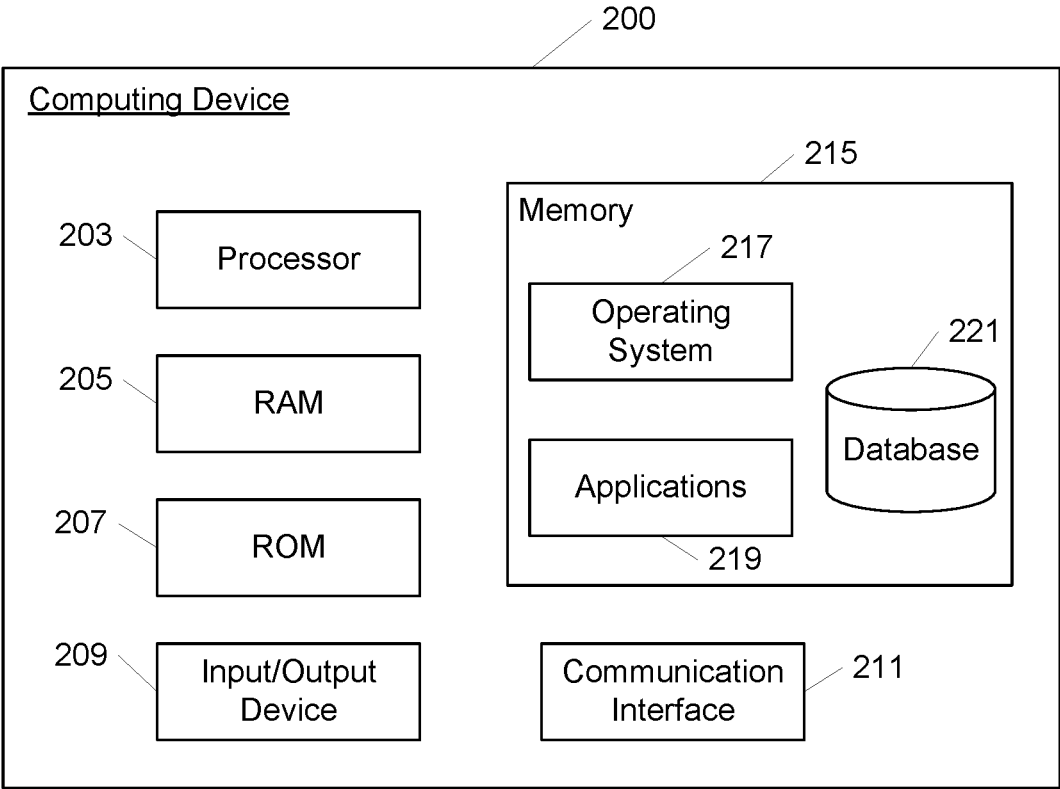 200
Computing Device
215
Memory
203
Processor
217
Operating
System
221
Database
205
RAM
Applications
219
207
ROM
209
Input/Output
Device
Communication
Interface
211